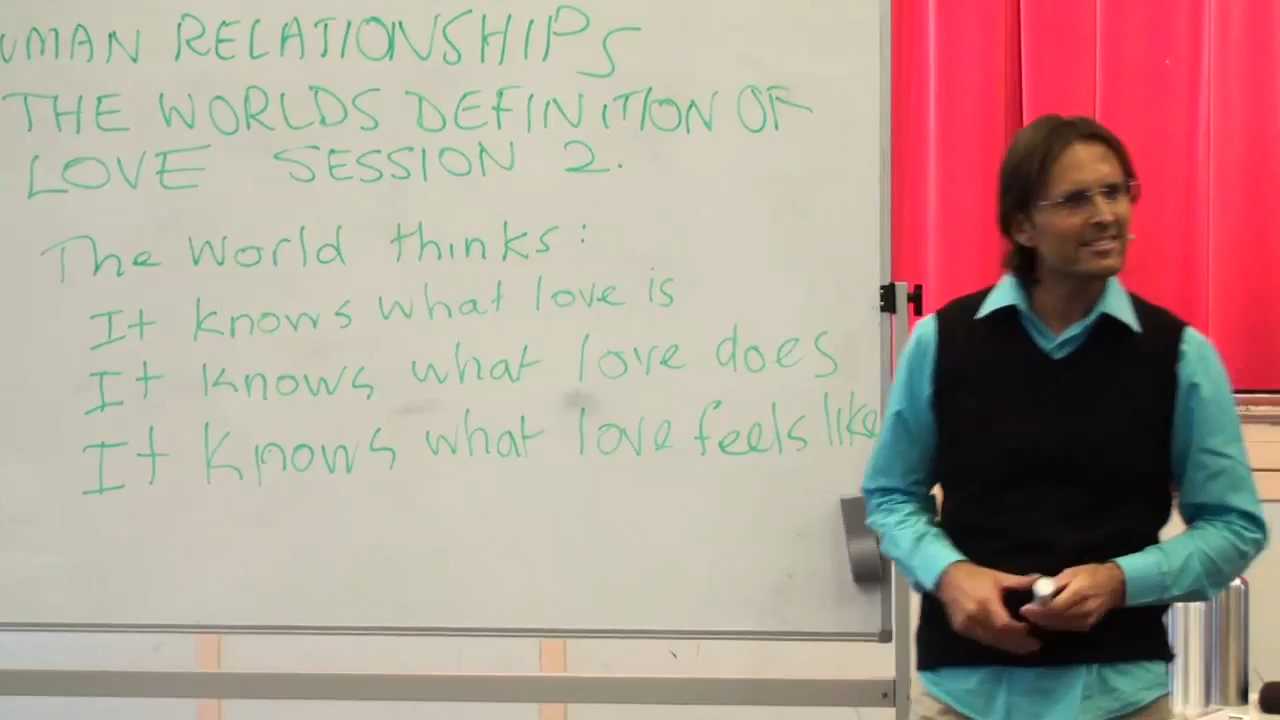 UMAN RELATIONSHIPS
THE WORLDS DEFINITION OF
LOVE SESSION 2.
The World thinks:
It knows what love is
It knows what love does
It knows what love feels like